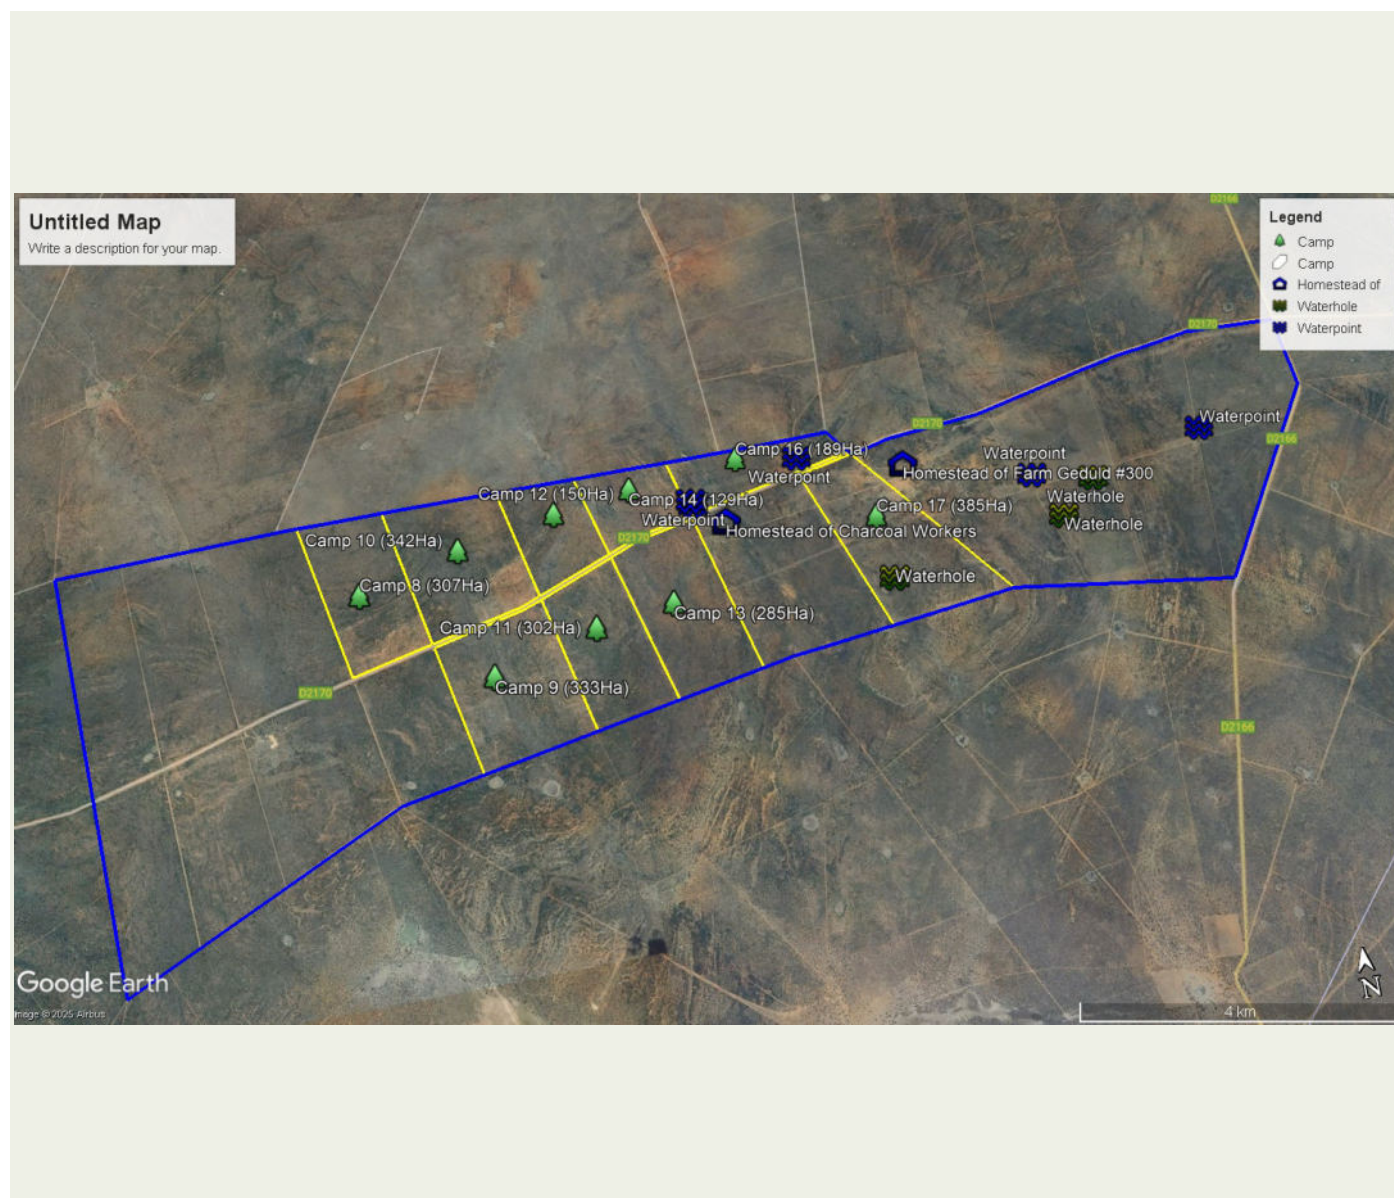 Untitled Map
Write a description for your map.
D2166
Legend
Camp
Camp
Homestead of
Waterhole
Waterpoint
D2170
Waterpoint
D2170
D2166
Camp 16 (189Ha)
Waterpoint
Waterpoint
Homestead of Farm Geduld #300
Camp 12 (150Ha)
Camp 14 (129Ha)
Waterhole
Camp 17 (385Ha)
Waterpoint
Waterhole
Homestead of Charcoal Workers
D2170
Camp 10 (342Ha)
Waterhole
Camp 8 (307Ha)
Camp 13 (285Ha)
Camp 11 (302Ha)
Camp 9 (333Ha)
D2170
D2166
Google Earth
Image © 2025 Airbus
N
4 km